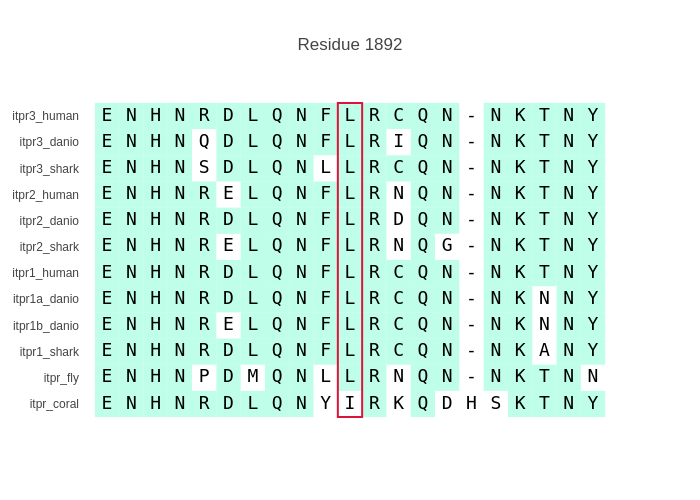 Residue 1892
itpr3_human E N H N R D L Q N F L R C Q N - N K T N Y
itpr3_danio E N H N Q D L Q N F L R I Q N - N K T N Y
itpr3_shark E N H N S D L Q N L L R C Q N - N K T N Y
itpr2_human E N H N R E L Q N F L R N Q N - N K T N Y
itpr2_danio E N H N R D L Q N F L R D Q N - N K T N Y
itpr2_shark E N H N R E L Q N F L R N Q G - N K T N Y
itpr1_human E N H N R D L Q N F L R C Q N - N K T N Y
itpr1a_danio E N H N R D L Q N F L R C Q N - N K N N Y
itpr1b_danio E N H N R E L Q N F L R C Q N - N K N N Y
itpr1_shark E N H N R D L Q N F L R C Q N - N K A N Y
itpr_fly E N H N P D M Q N L L R N Q N - N K T N N
itpr_coral E N H N R D L Q N Y I R K Q D H S K T N Y